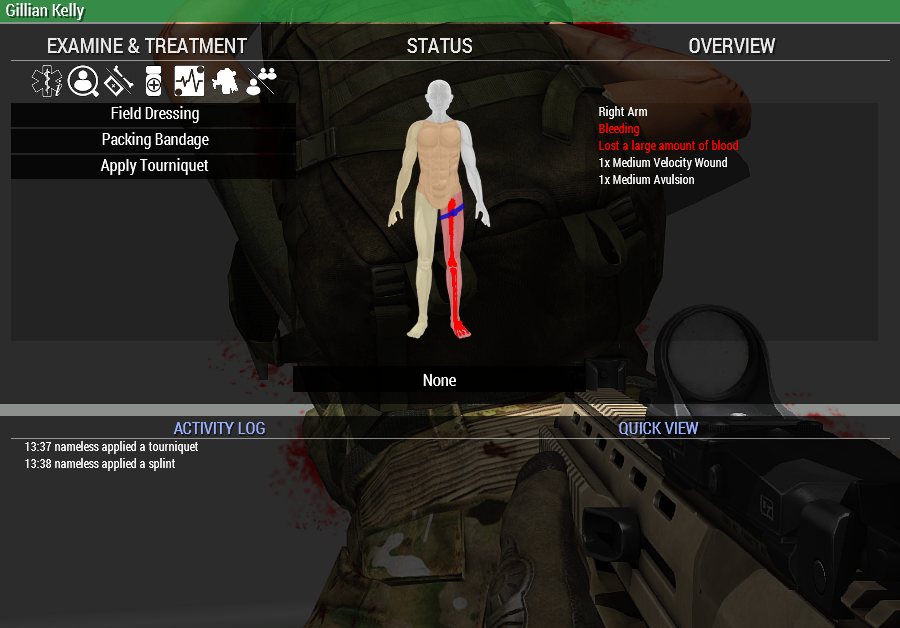 Gillian Kelly
EXAMINE & TREATMENT
STATUS
OVERVIEW
Field Dressing
Packing Bandage
Apply Tourniquet
Right Arm
Bleeding
Lost a large amount of blood
1x Medium Velocity Wound
1x Medium Avulsion
None
ACTIVITY LOG
QUICK VIEW
13:37 nameless applied a tourniquet
13:38 nameless applied a splint